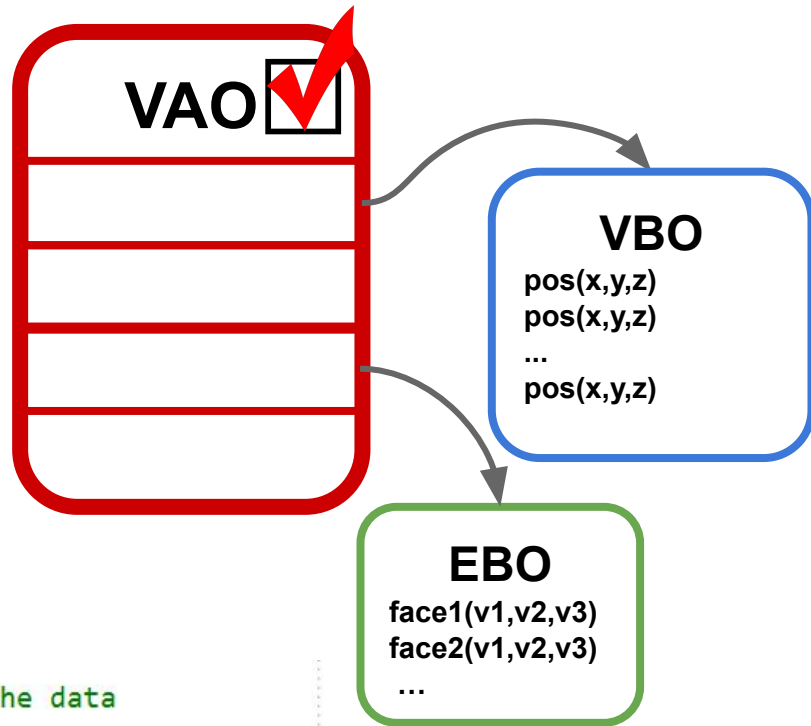 VAO
VBO
pos(x,y,z)
pos(x,y,z)
...
pos(x,y,z)
EBO
face1(v1,v2,v3)
face2(v1,v2,v3)
...
he data